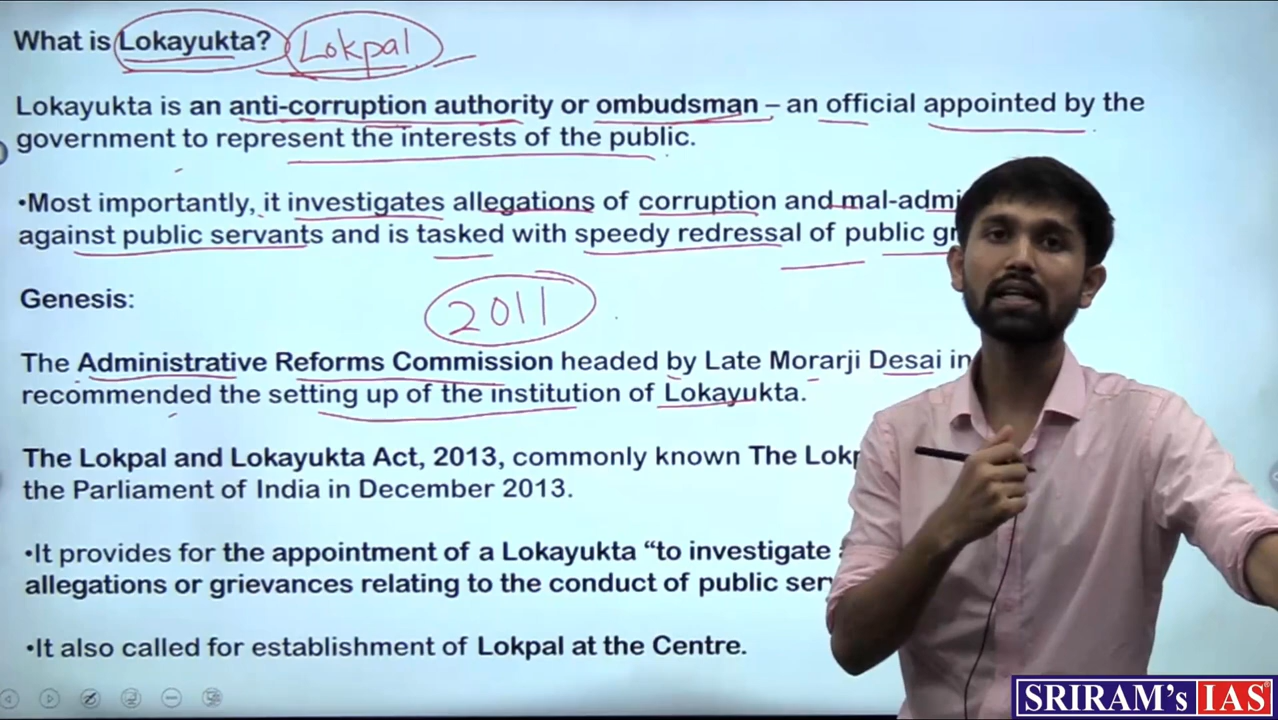 What is Lokayukta? Lokpal
Lokayukta is an anti-corruption authority or ombudsman – an official appointed by the
government to represent the interests of the public.
•Most importantly, it investigates allegations of corruption and mal-admi
against public servants and is tasked with speedy redressal of public gr
Genesis:
2011
The Administrative Reforms Commission headed by Late Morarji Desai in
recommended the setting up of the institution of Lokayukta.
The Lokpal and Lokayukta Act, 2013, commonly known The Lokp
the Parliament of India in December 2013.
•It provides for the appointment of a Lokayukta “to investigate
allegations or grievances relating to the conduct of public ser
•It also called for establishment of Lokpal at the Centre.
SRIRAM's IAS